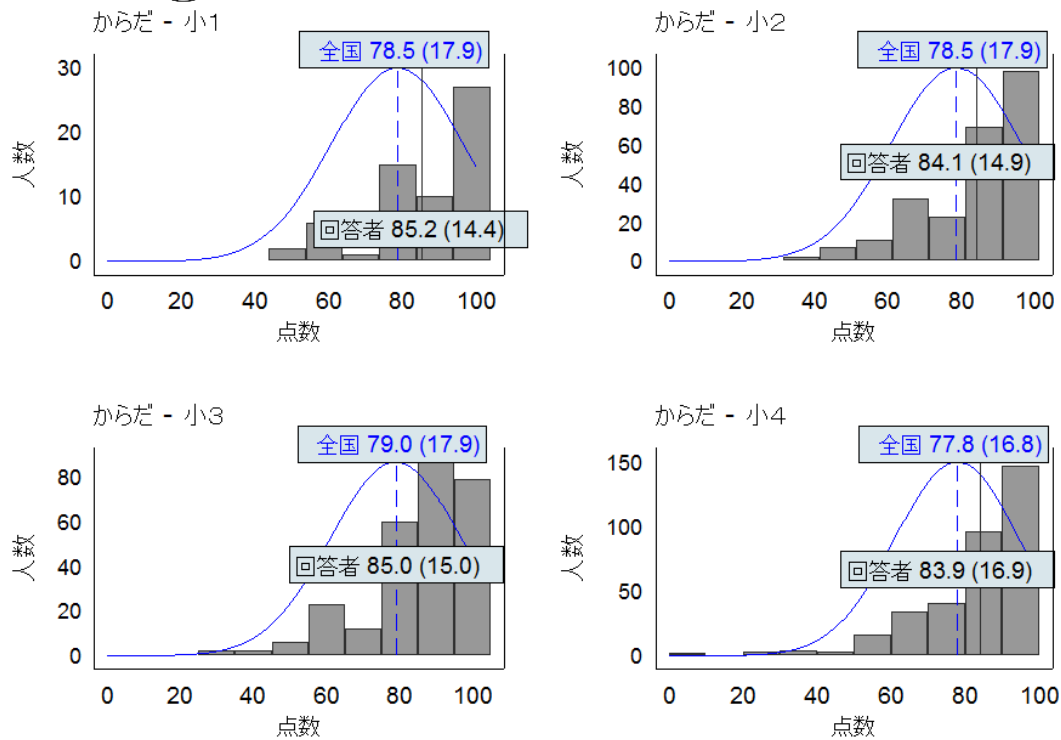 からだ - 小1
全国 78.5 (17.9)
回答者 85.2 (14.4)
人数
30
20
10
0
0 20 40 60 80 100
点数
からだ - 小2
全国 78.5 (17.9)
回答者 84.1 (14.9)
人数
100
80
60
40
20
0
0 20 40 60 80 100
点数
からだ - 小3
全国 79.0 (17.9)
回答者 85.0 (15.0)
人数
80
60
40
20
0
0 20 40 60 80 100
点数
からだ - 小4
全国 77.8 (16.8)
回答者 83.9 (16.9)
人数
150
100
50
0
0 20 40 60 80 100
点数